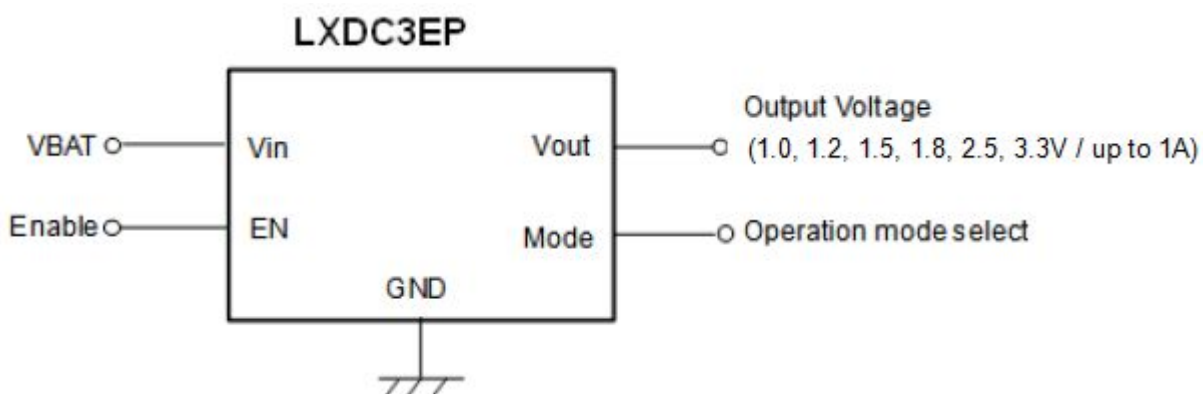 LXDC3EP
Output Voltage
VBAT Vin Vout (1.0, 1.2, 1.5, 1.8, 2.5, 3.3V / up to 1A)
Enable EN Mode Operation mode select
GND